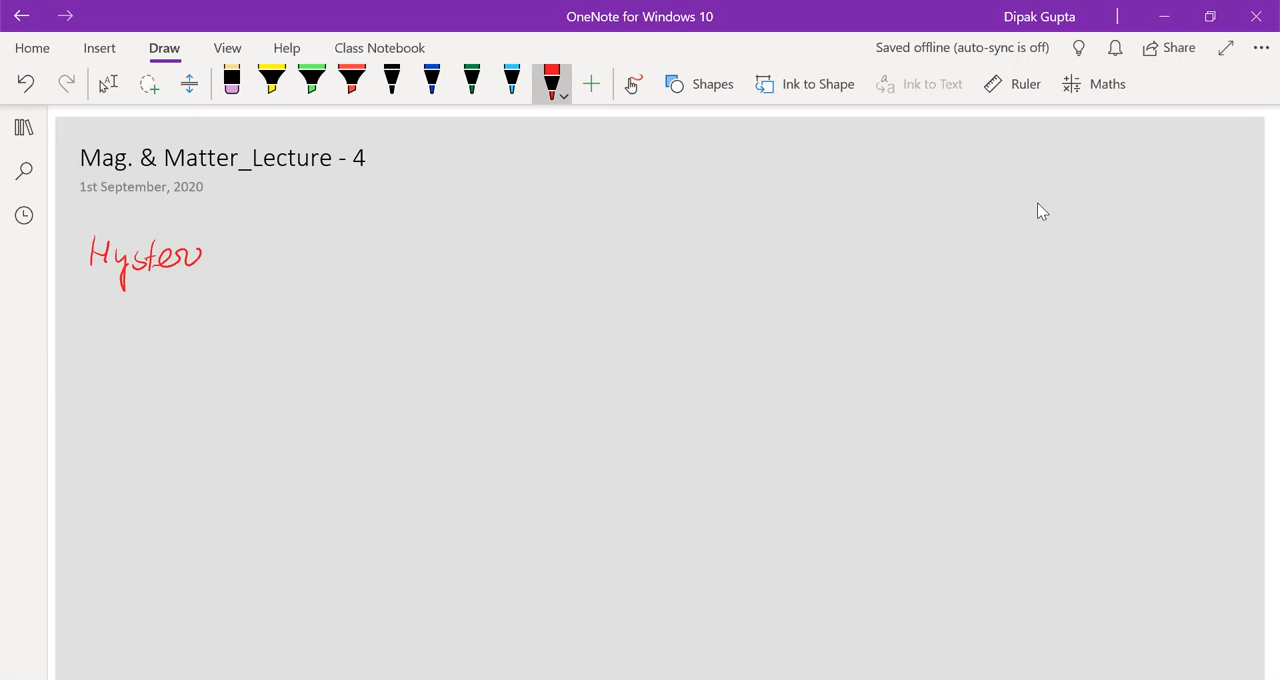 OneNote for Windows 10
Dipak Gupta
Home Insert Draw View Help Class Notebook
Saved offline (auto-sync is off)
Share
Shapes Ink to Shape Ink to Text Ruler Maths
Mag. & Matter_Lecture - 4
1st September, 2020
Hystero